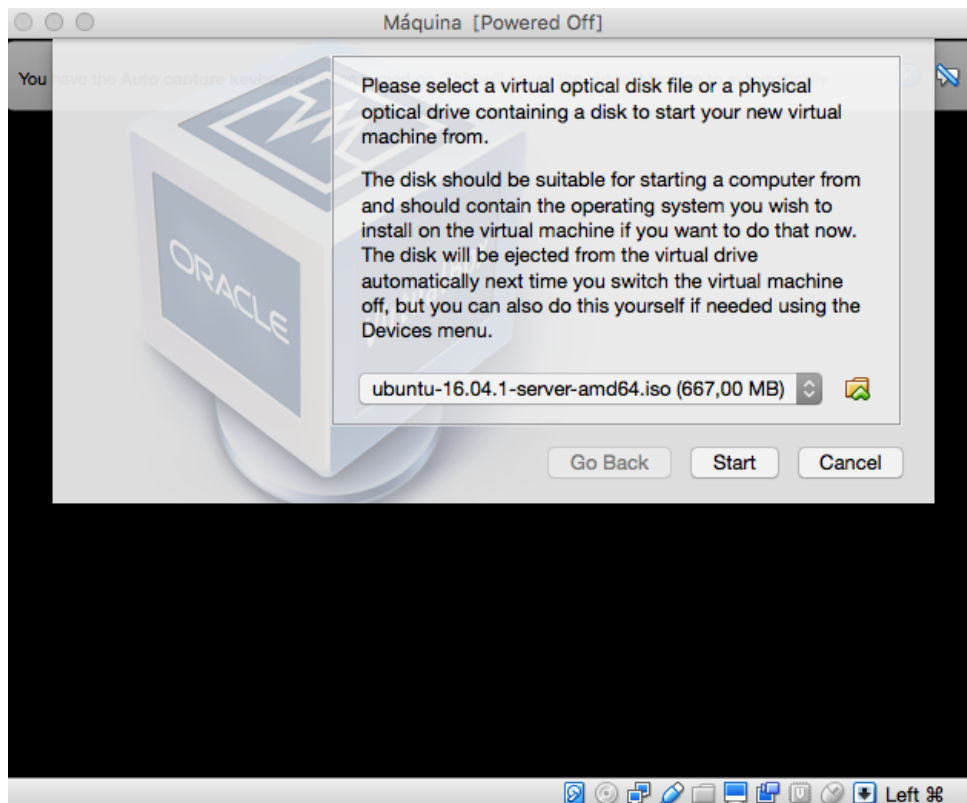 Máquina [Powered Off]
You have the Auto capture keyboard
Please select a virtual optical disk file or a physical
optical drive containing a disk to start your new virtual
machine from.
The disk should be suitable for starting a computer from
and should contain the operating system you wish to
install on the virtual machine if you want to do that now.
The disk will be ejected from the virtual drive
automatically next time you switch the virtual machine
off, but you can also do this yourself if needed using the
Devices menu.
ORACLE
ubuntu-16.04.1-server-amd64.iso (667,00 MB)
Go Back Start Cancel
Left ⌘